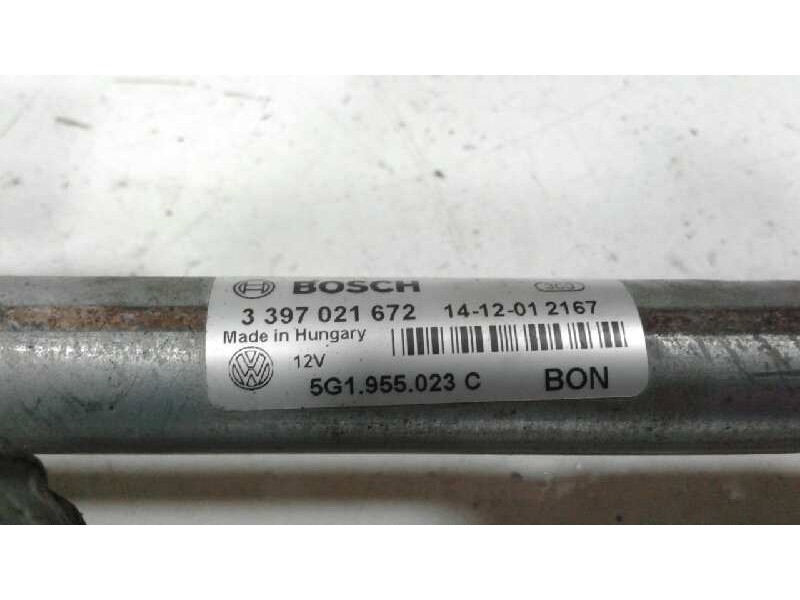 BOSCH
3 397 021 672 14-12-01 2167
Made in Hungary
12V
5G1.955.023 C BON